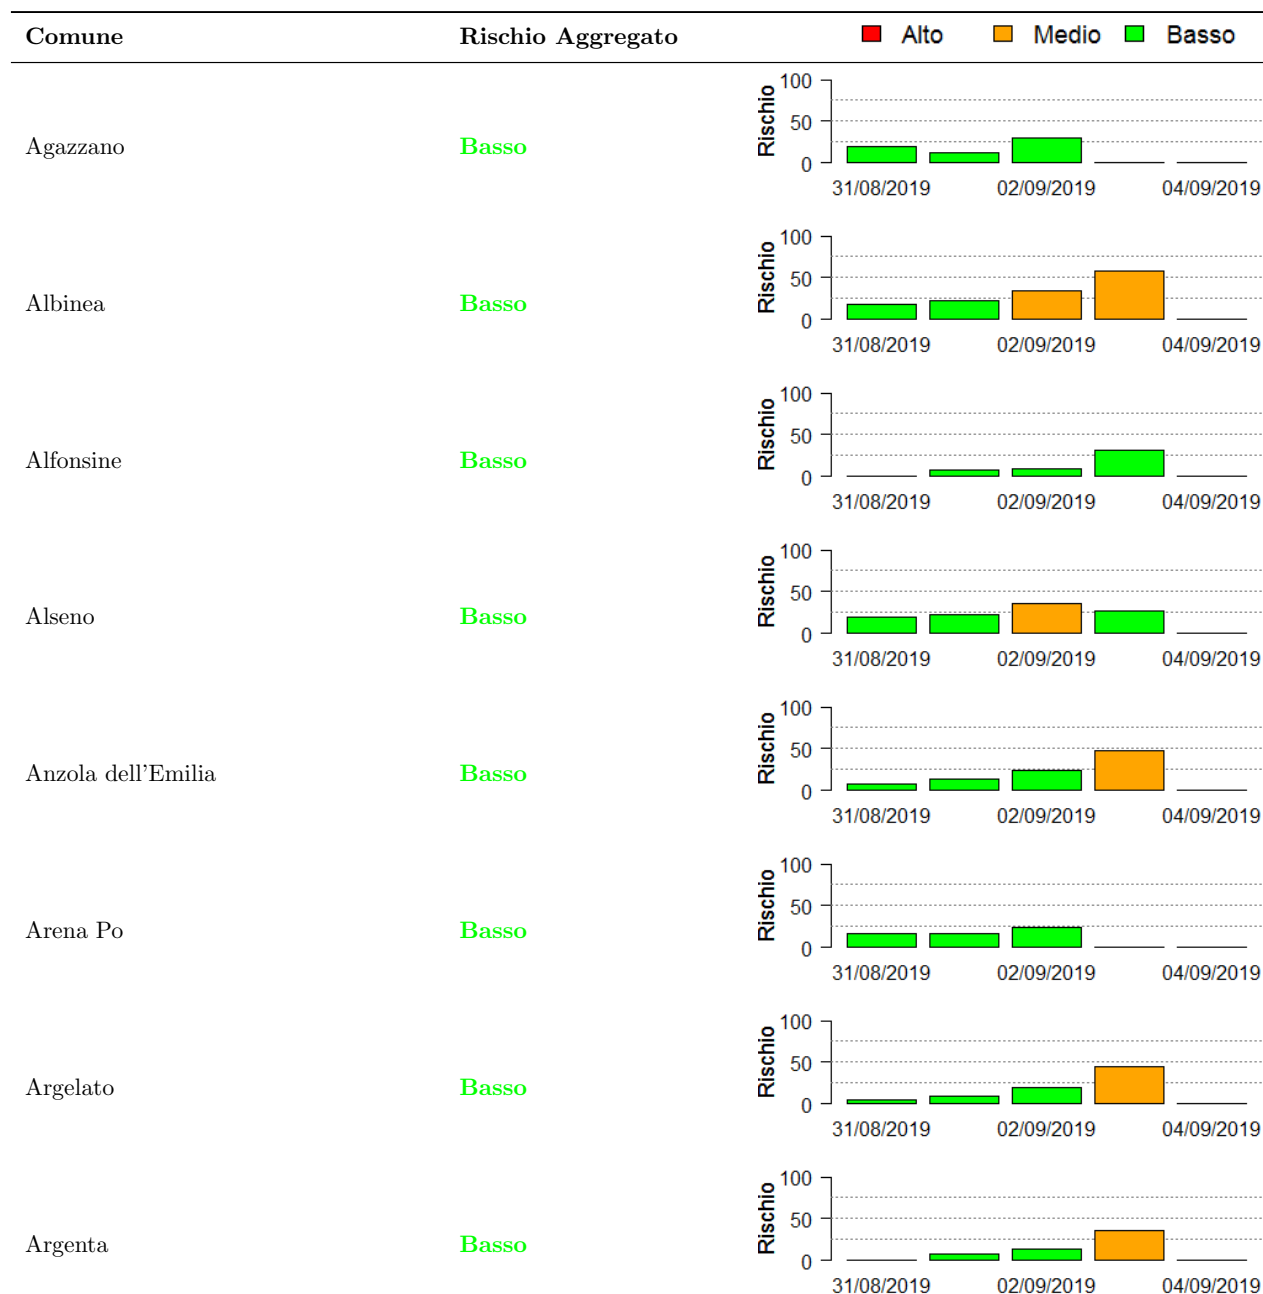 Comune Rischio Aggregato Alto Medio Basso
100
Rischio
50
Agazzano Basso
0
31/08/2019 02/09/2019 04/09/2019
100
Rischio
50
Albinea Basso
0
31/08/2019 02/09/2019 04/09/2019
100
Rischio
50
Alfonsine Basso
0
31/08/2019 02/09/2019 04/09/2019
100
Rischio
50
Alseno Basso
0
31/08/2019 02/09/2019 04/09/2019
100
Rischio
50
Anzola dell'Emilia Basso
0
31/08/2019 02/09/2019 04/09/2019
100
Rischio
50
Arena Po Basso
0
31/08/2019 02/09/2019 04/09/2019
100
Rischio
50
Argelato Basso
0
31/08/2019 02/09/2019 04/09/2019
100
Rischio
50
Argenta Basso
0
31/08/2019 02/09/2019 04/09/2019